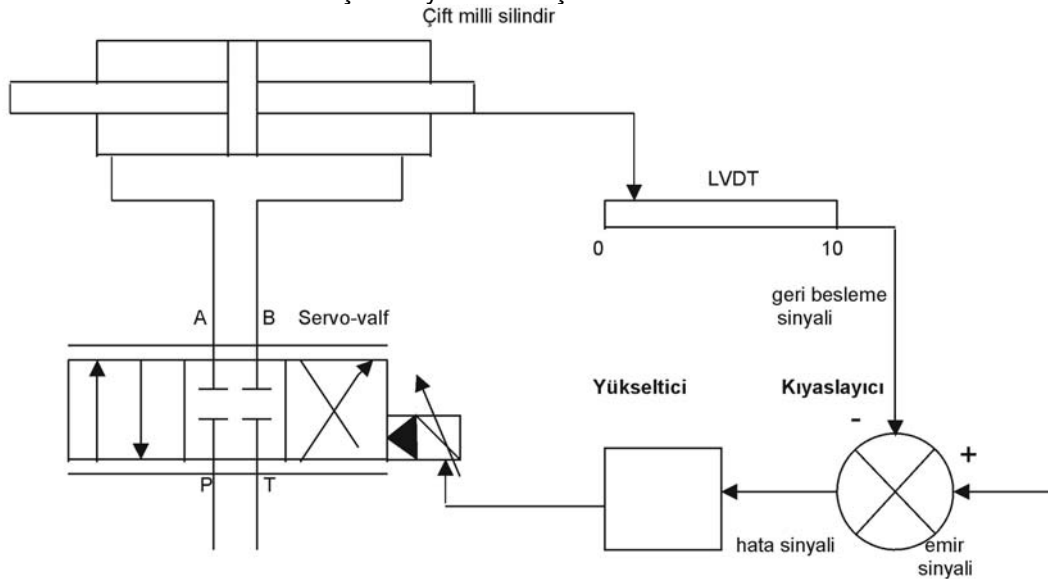 Çift milli silindir
LVDT
0 10
geri besleme
sinyali
A B Servo-valf
Yükseltici Kıyaslayıcı
-
+
P T
hata sinyali emir
sinyali